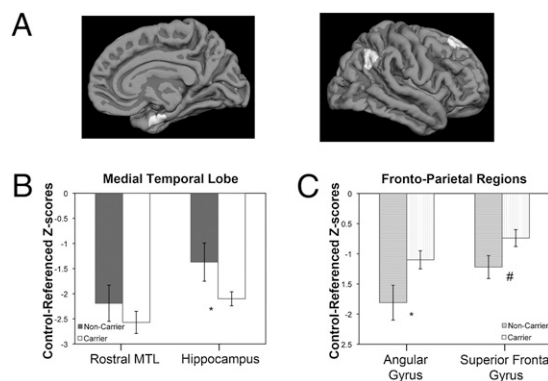 A
B
Medial Temporal Lobe
Control-Referenced Z-scores
0
-0.5
-1
-1.5
-2
-2.5
-3
*
Non-Carrier
Carrier
Rostral MTL
Hippocampus
C
Fronto-Parietal Regions
Control-Referenced Z-scores
0
-0.5
-1
-1.5
-2
2.5
*
#
Non-Carrier
Carrier
Angular
Gyrus
Superior Frontal
Gyrus